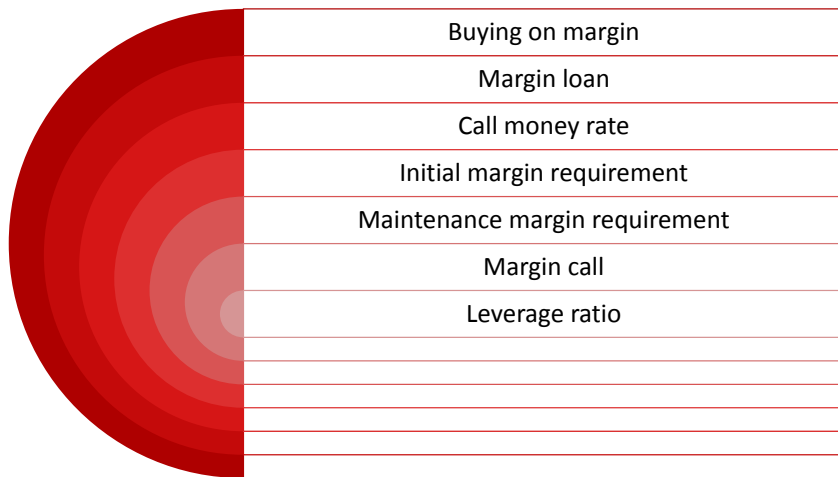 Buying on margin
Margin loan
Call money rate
Initial margin requirement
Maintenance margin requirement
Margin call
Leverage ratio